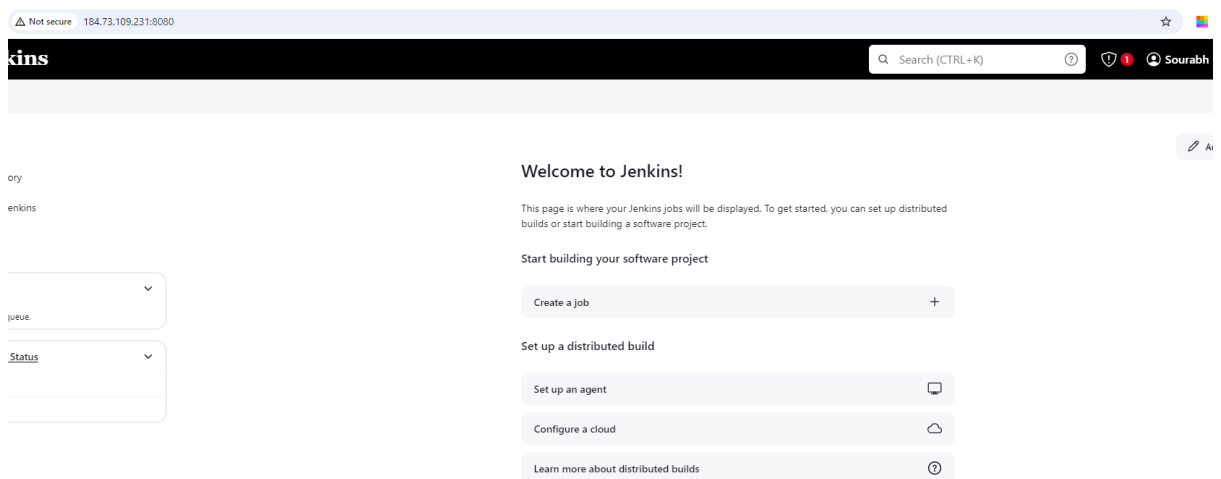 Not secure 184.73.109.231:8080
kins
Search (CTRL+K)
1
Sourabh
ory
enkins
queue.
Status
Welcome to Jenkins!
This page is where your Jenkins jobs will be displayed. To get started, you can set up distributed
builds or start building a software project.
Start building your software project
Create a job
Set up a distributed build
Set up an agent
Configure a cloud
Learn more about distributed builds